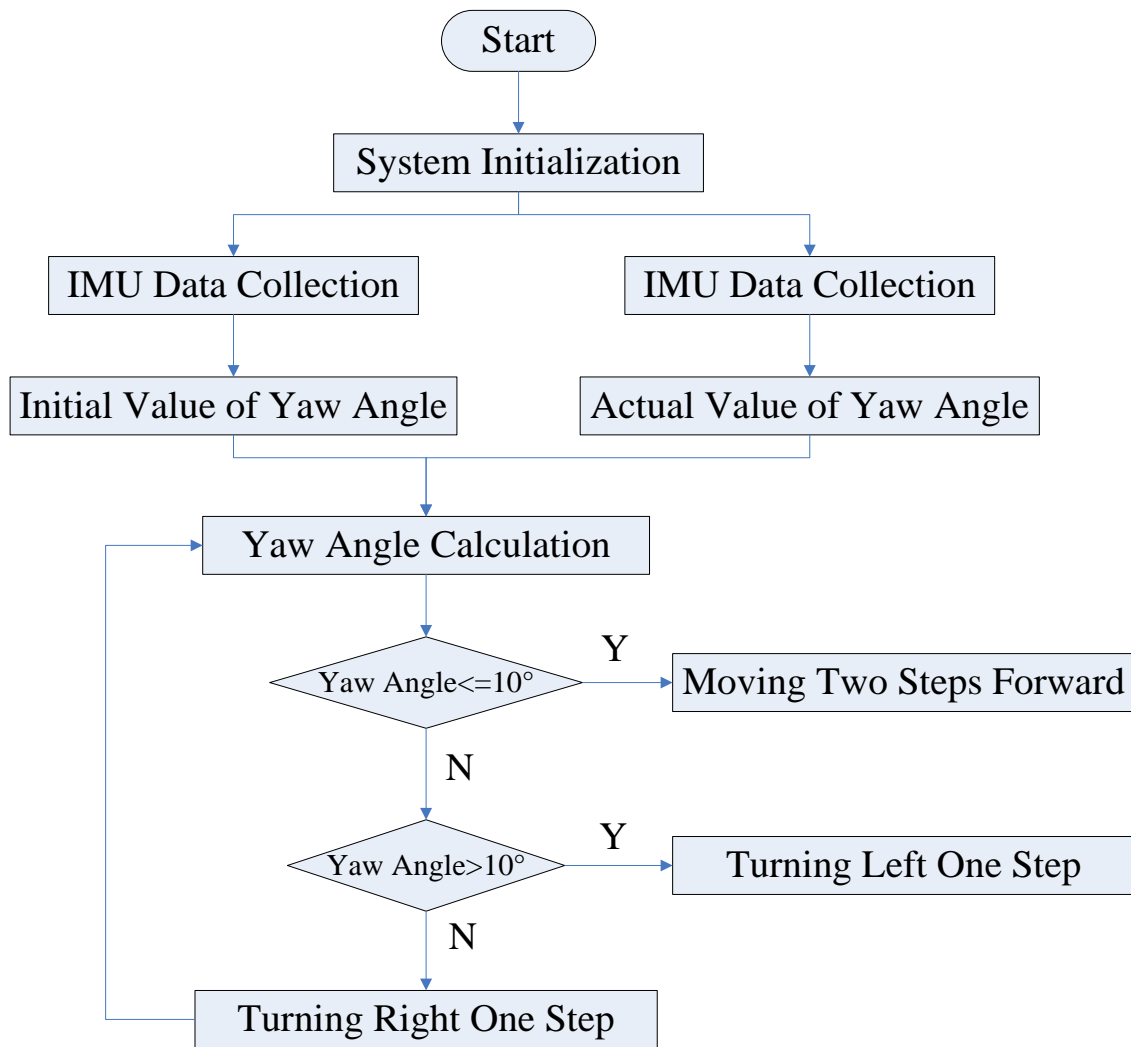 Start
System Initialization
IMU Data Collection
IMU Data Collection
Initial Value of Yaw Angle
Actual Value of Yaw Angle
Yaw Angle Calculation
Yaw Angle<=10°
Y
Moving Two Steps Forward
N
Yaw Angle>10°
Y
Turning Left One Step
N
Turning Right One Step